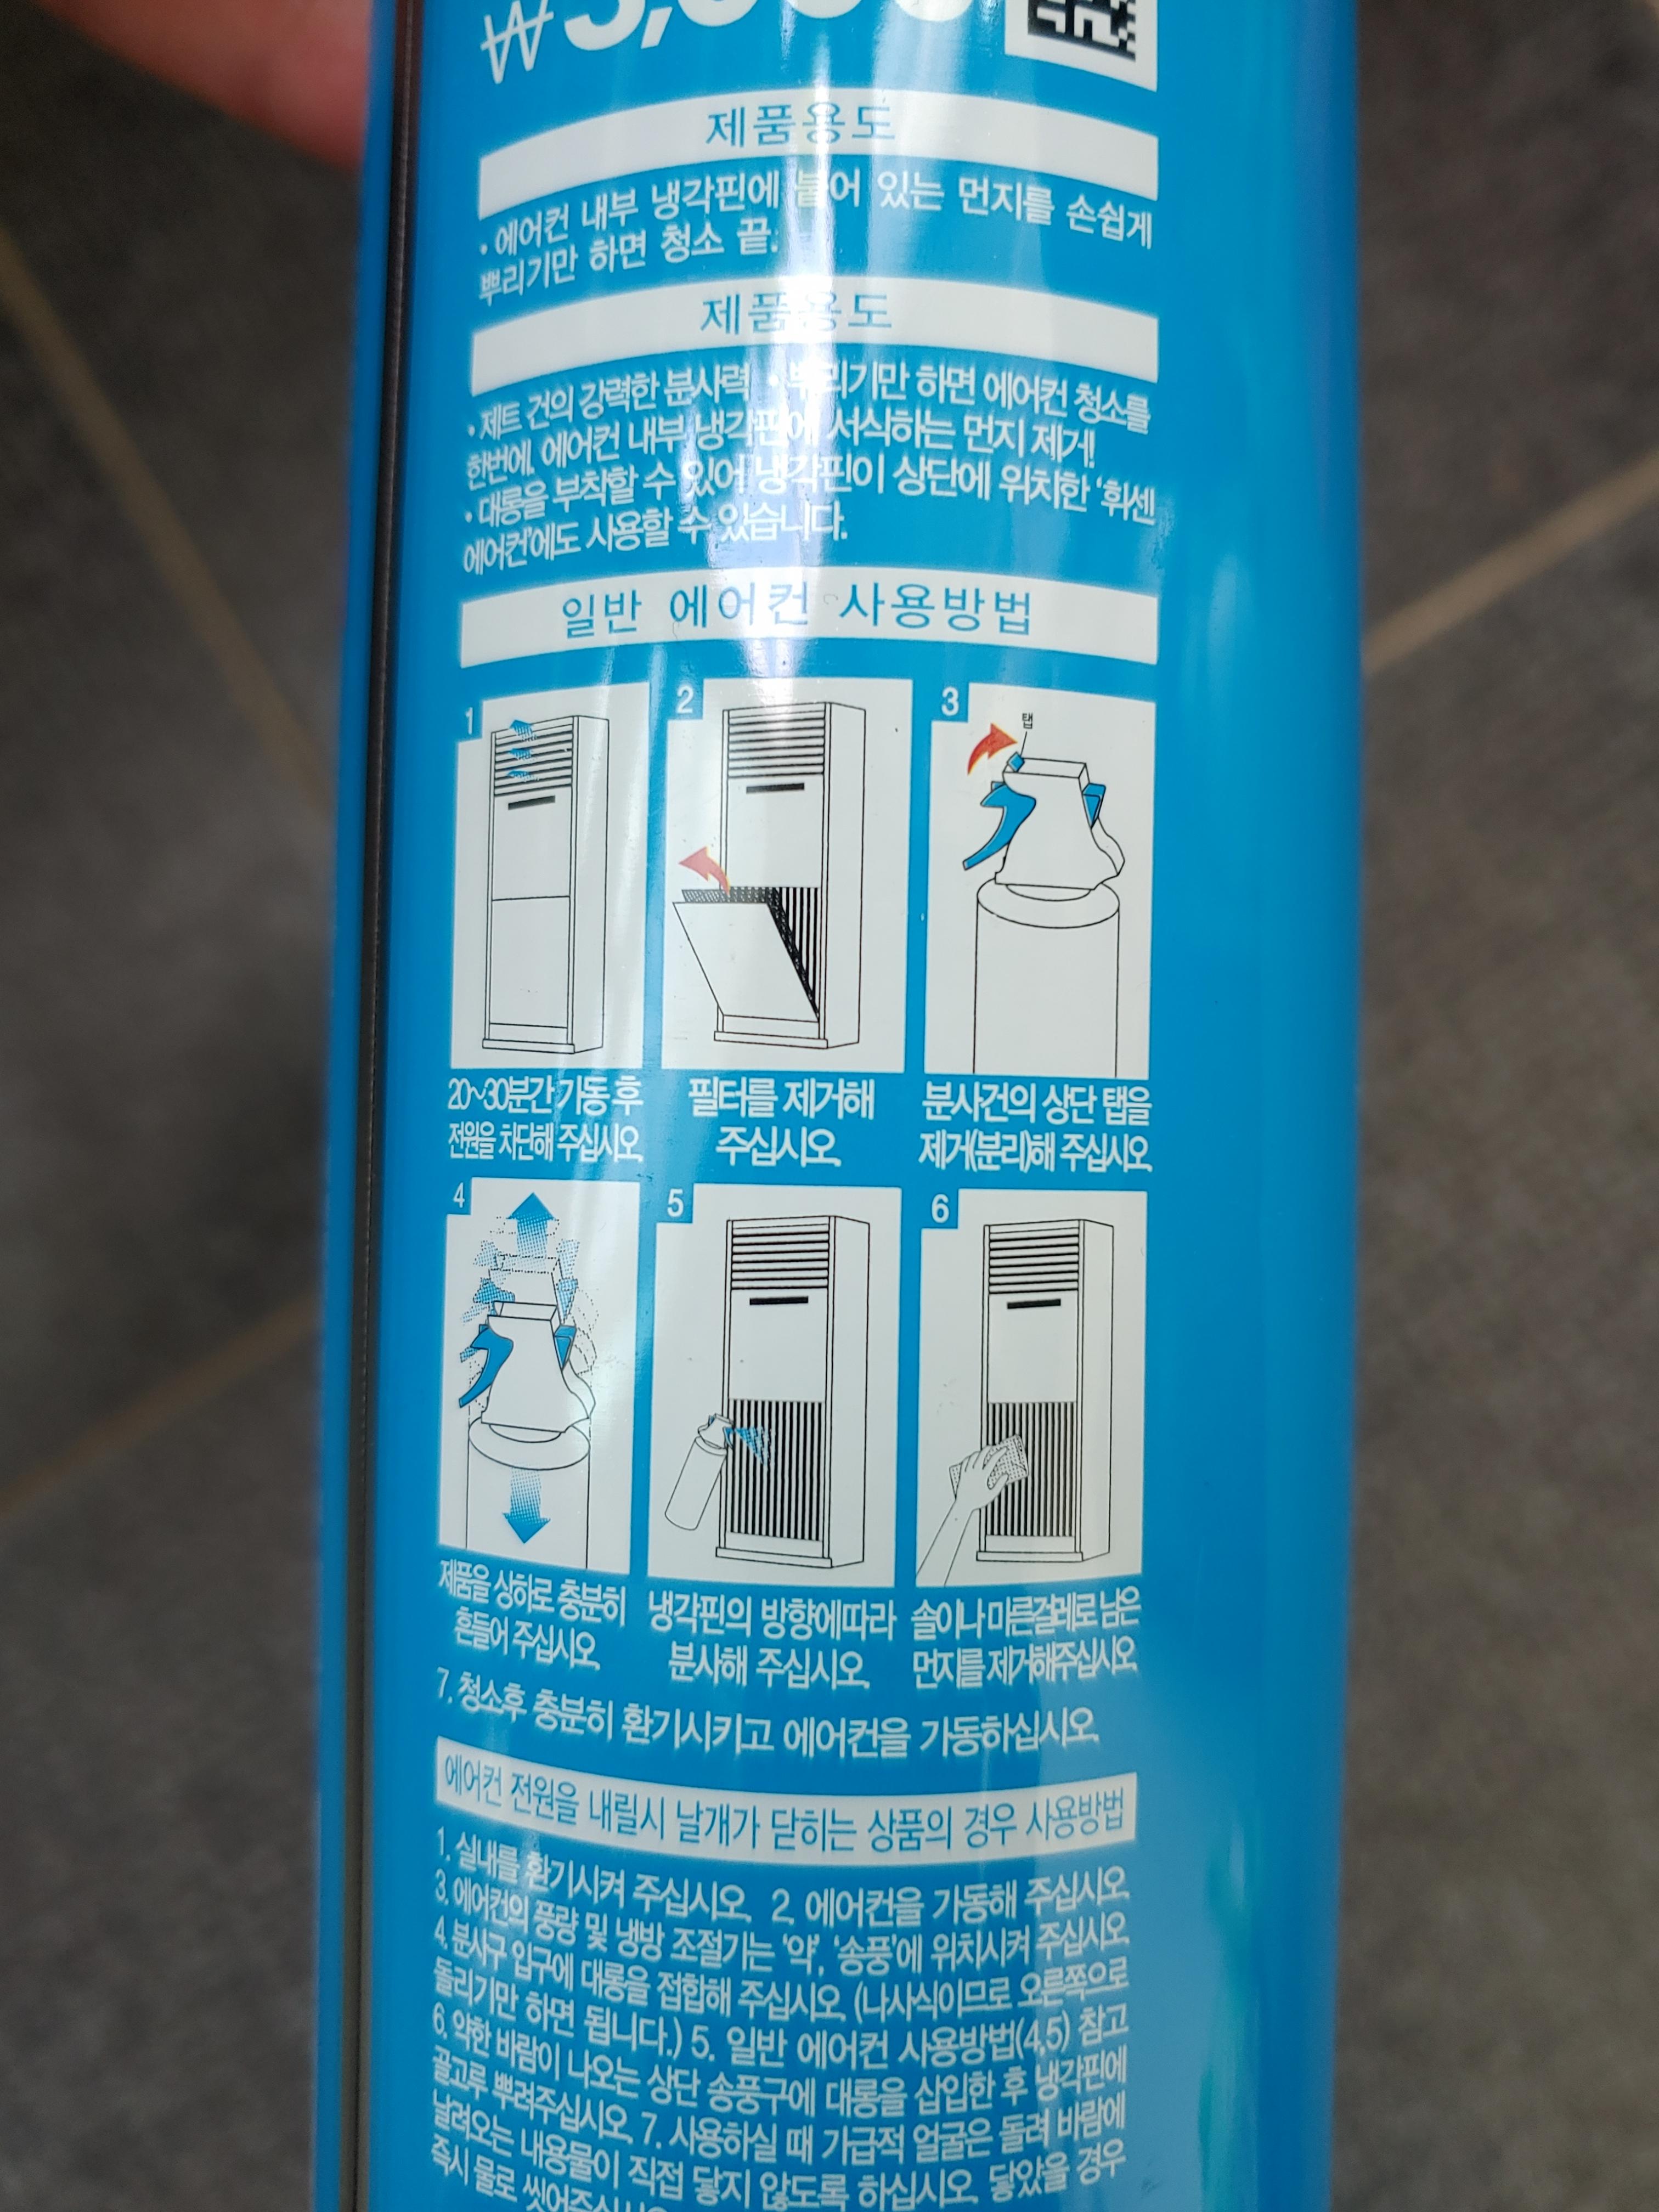 제품용도
· 에어컨 내부 냉각핀에 붙어 있는 먼지를 손쉽게
뿌리기만 하면 청소 끝.
제품용도
· 제트 건의 강력한 분사력 · 뿌리기만 하면 에어컨 청소를
한번에. 에어컨 내부 냉각핀에 서식하는 먼지 제거!
· 대롱을 부착할 수 있어 냉각핀이 상단에 위치한 '휘센
에어컨'에도 사용할 수 있습니다.
일반 에어컨 사용방법
1
20~30분간 가동 후
전원을 차단해 주십시오.
2
필터를 제거해
주십시오.
3
탭
분사건의 상단 탭을
제거(분리)해 주십시오.
4
제품을 상하로 충분히
흔들어 주십시오.
5
냉각핀의 방향에따라
분사해 주십시오.
6
솔이나 마른걸레로 남은
먼지를 제거해주십시오.
7. 청소후 충분히 환기시키고 에어컨을 가동하십시오.
에어컨 전원을 내릴시 날개가 닫히는 상품의 경우 사용방법
1. 실내를 환기시켜 주십시오. 2. 에어컨을 가동해 주십시오.
3. 에어컨의 풍량 및 냉방 조절기는 '약', '송풍'에 위치시켜 주십시오.
4. 분사구 입구에 대롱을 접합해 주십시오. (나사식이므로 오른쪽으로
돌리기만 하면 됩니다.) 5. 일반 에어컨 사용방법(4,5) 참고
6. 약한 바람이 나오는 상단 송풍구에 대롱을 삽입한 후 냉각핀에
골고루 뿌려주십시오. 7. 사용하실 때 가급적 얼굴은 돌려 바람에
날려오는 내용물이 직접 닿지 않도록 하십시오. 닿았을 경우
즉시 물로 씻어주십시오.